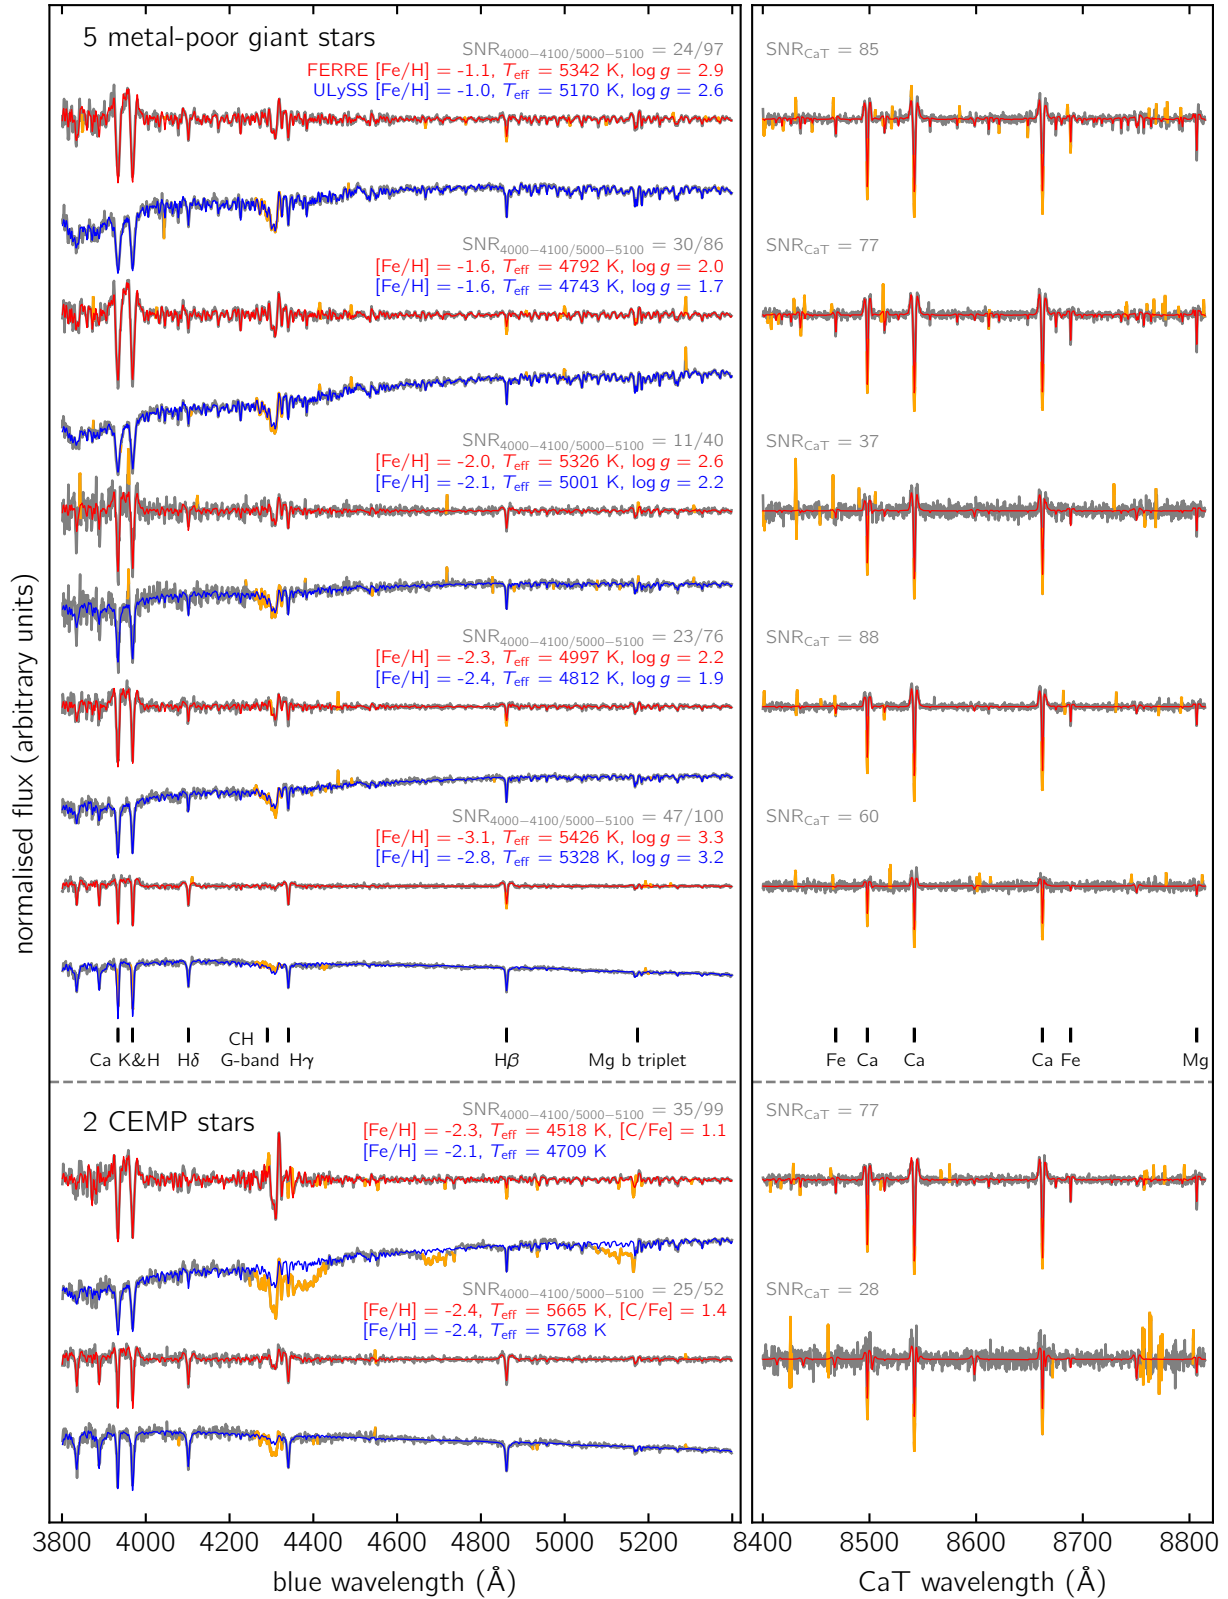 5 metal-poor giant stars
SNR4000−4100/5000−5100 = 24/97
FERRE [Fe/H] = -1.1, Teff = 5342 K, log g = 2.9
ULySS [Fe/H] = -1.0, Teff = 5170 K, log g = 2.6
SNRCaT = 85
SNR4000−4100/5000−5100 = 30/86
[Fe/H] = -1.6, Teff = 4792 K, log g = 2.0
[Fe/H] = -1.6, Teff = 4743 K, log g = 1.7
SNRCaT = 77
SNR4000−4100/5000−5100 = 11/40
[Fe/H] = -2.0, Teff = 5326 K, log g = 2.6
[Fe/H] = -2.1, Teff = 5001 K, log g = 2.2
SNRCaT = 37
SNR4000−4100/5000−5100 = 23/76
[Fe/H] = -2.3, Teff = 4997 K, log g = 2.2
[Fe/H] = -2.4, Teff = 4812 K, log g = 1.9
SNRCaT = 88
SNR4000−4100/5000−5100 = 47/100
[Fe/H] = -3.1, Teff = 5426 K, log g = 3.3
[Fe/H] = -2.8, Teff = 5328 K, log g = 3.2
SNRCaT = 60
normalised flux (arbitrary units)
CH
Ca K&H Hδ G-band Hγ Hβ Mg b triplet
Fe Ca Ca Ca Fe Mg
2 CEMP stars
SNR4000−4100/5000−5100 = 35/99
[Fe/H] = -2.3, Teff = 4518 K, [C/Fe] = 1.1
[Fe/H] = -2.1, Teff = 4709 K
SNRCaT = 77
SNR4000−4100/5000−5100 = 25/52
[Fe/H] = -2.4, Teff = 5665 K, [C/Fe] = 1.4
[Fe/H] = -2.4, Teff = 5768 K
SNRCaT = 28
3800 4000 4200 4400 4600 4800 5000 5200 5400
8400 8500 8600 8700 8800
blue wavelength (Å)
CaT wavelength (Å)